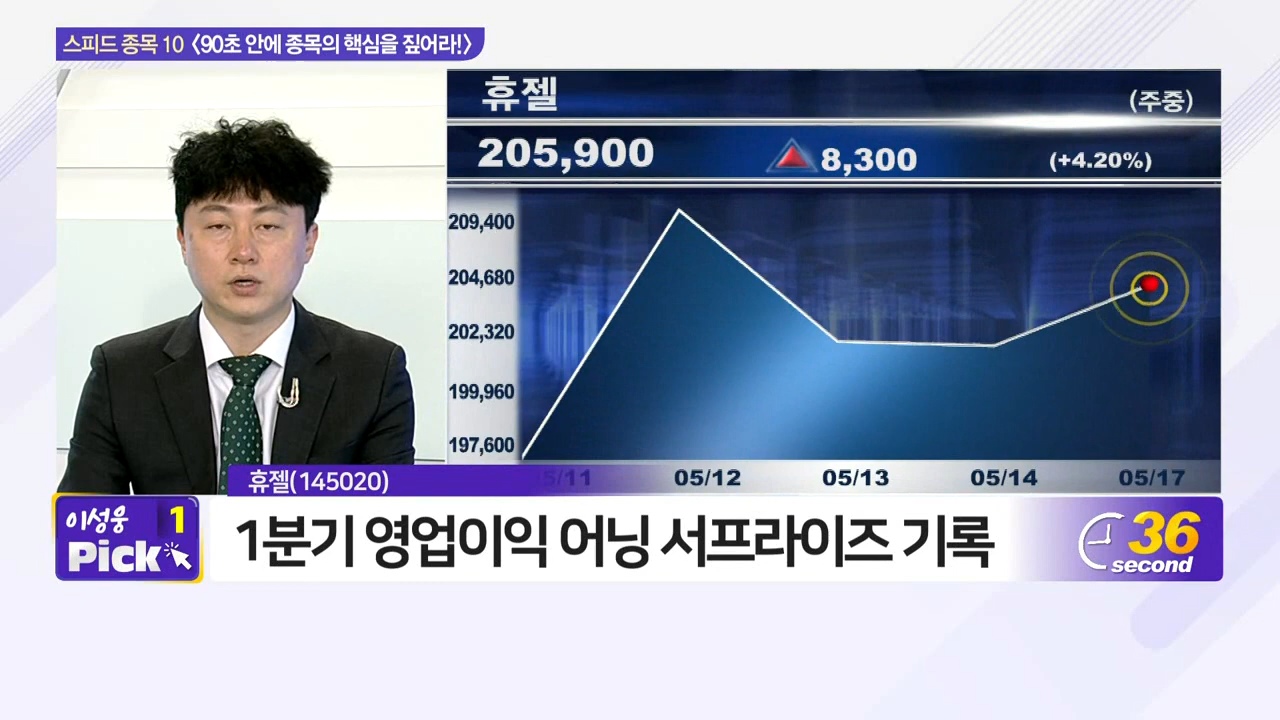 스피드 종목 10 <90초 안에 종목의 핵심을 짚어라!>
휴젤
(주중)
205,900
8,300
(+4.20%)
209,400
204,680
202,320
199,960
197,600
05/11
05/12
05/13
05/14
05/17
휴젤(145020)
이성웅 1
Pick
1분기 영업이익 어닝 서프라이즈 기록
36
second